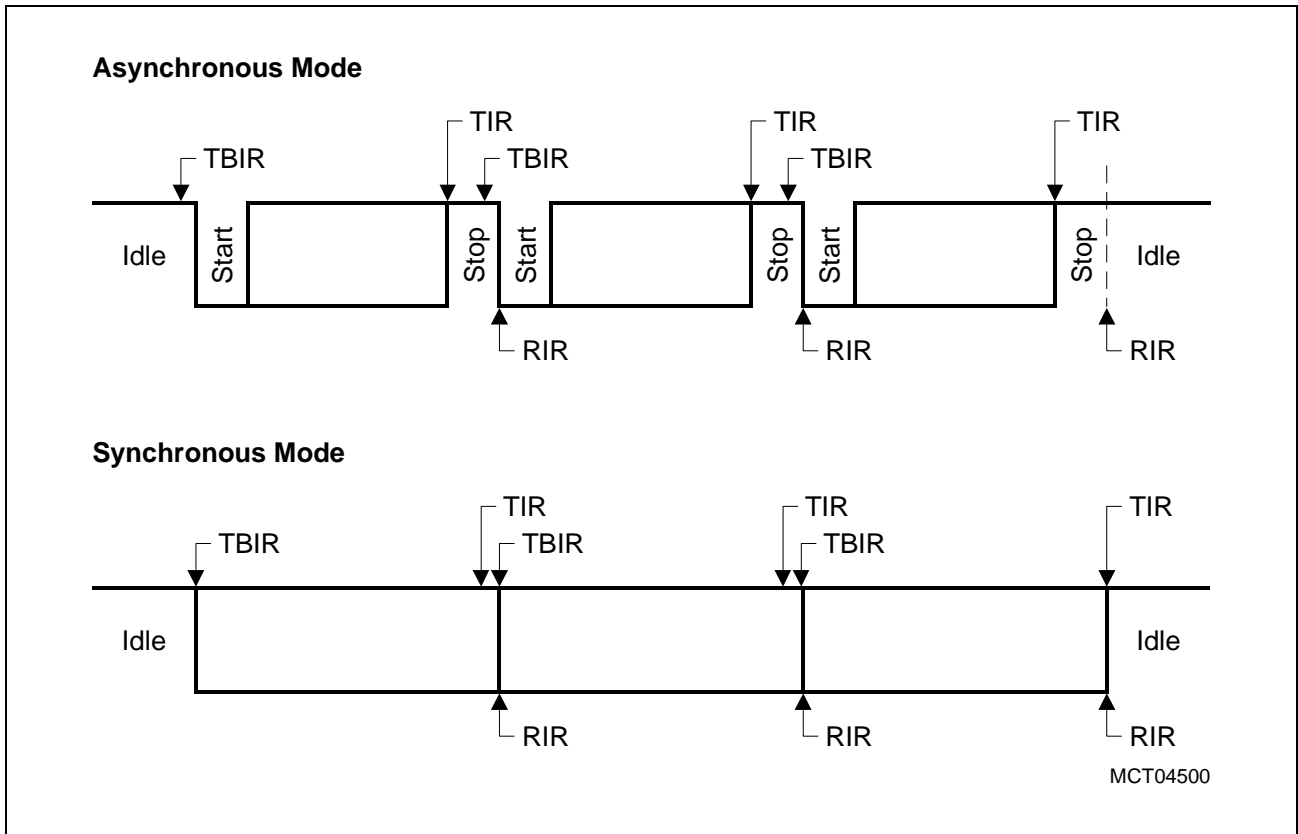 Asynchronous Mode
TIR TIR TIR
TBIR TBIR TBIR
Idle Start Stop Start Stop Start Stop Idle
RIR RIR RIR
Synchronous Mode
TIR TIR TIR
TBIR TBIR TBIR
Idle Idle
RIR RIR RIR
MCT04500